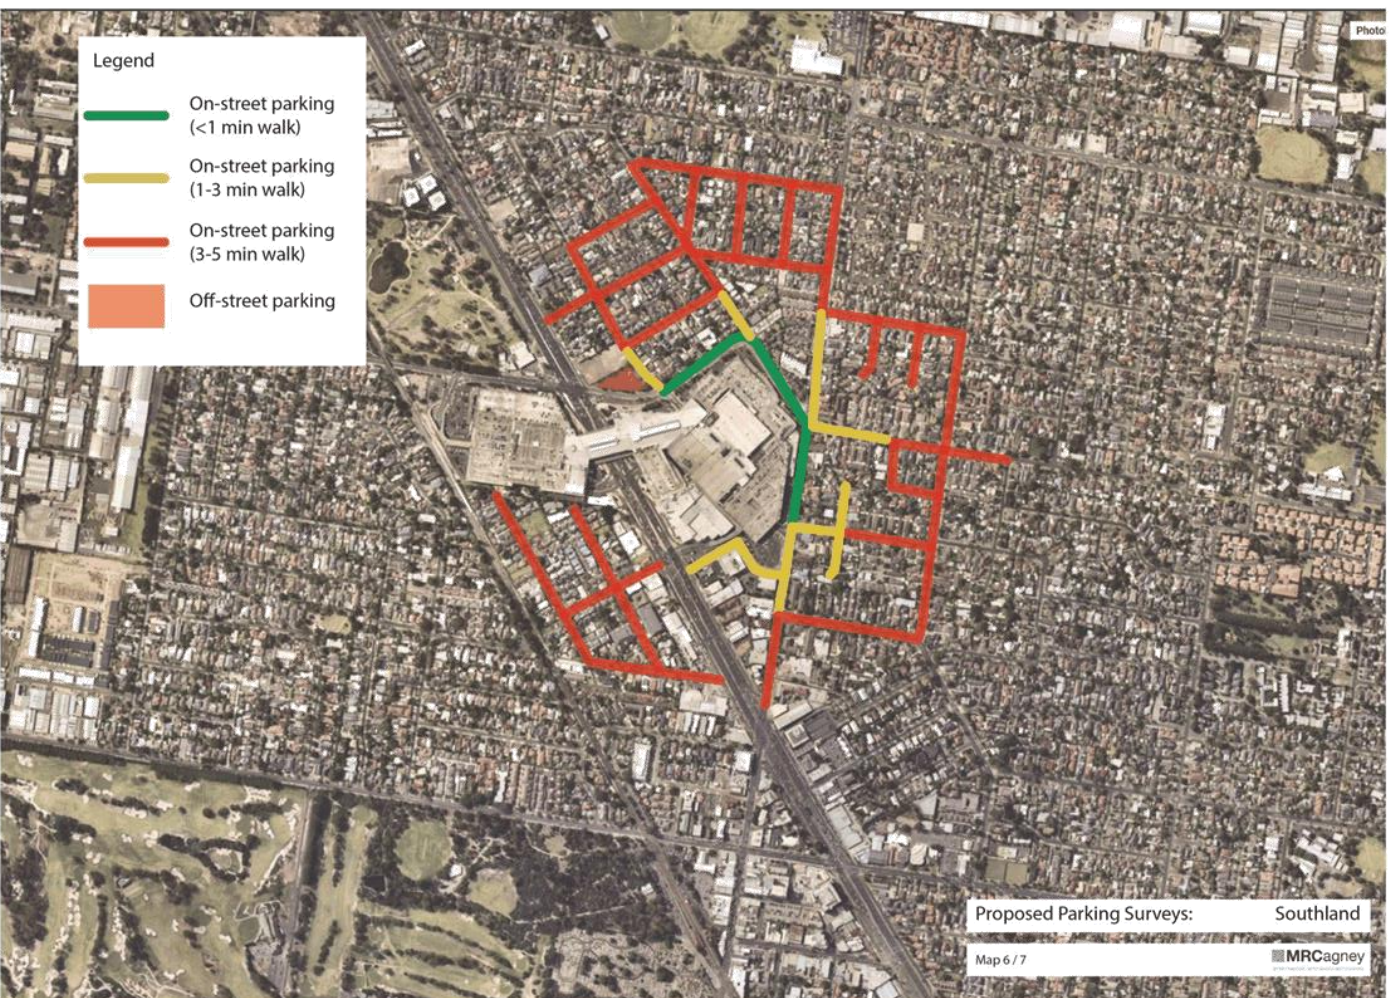 Photo
Legend
On-street parking
(<1 min walk)
On-street parking
(1-3 min walk)
On-street parking
(3-5 min walk)
Off-street parking
Proposed Parking Surveys: Southland
Map 6 / 7
MRCagney